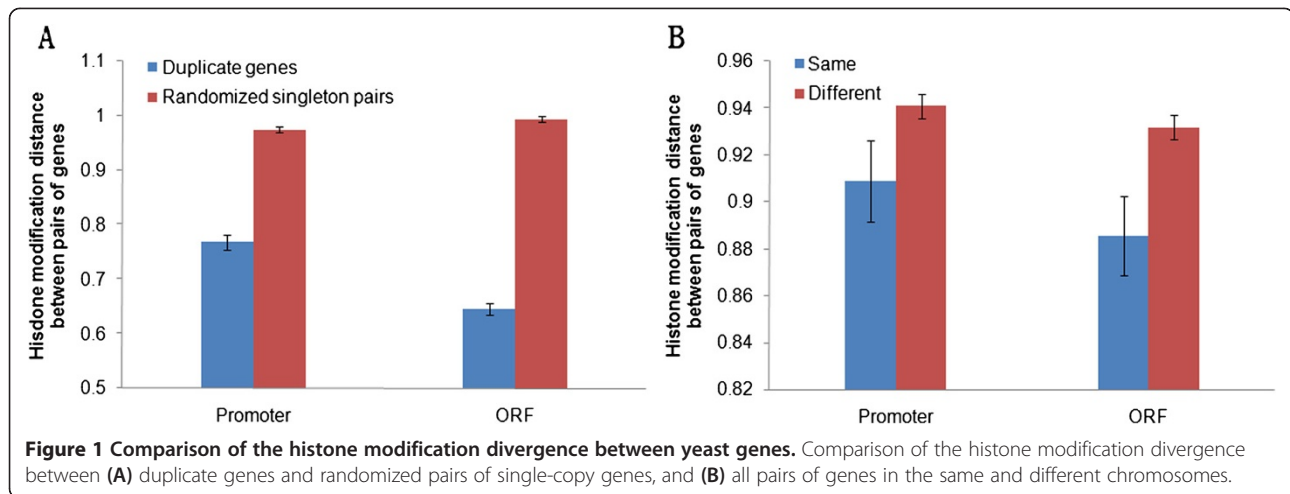 A
Hisdone modification distance
between pairs of genes
1.1
1
0.9
0.8
0.7
0.6
0.5
Duplicate genes
Randomized singleton pairs
Promoter
ORF
B
Histone modification distance
between pairs of genes
0.96
0.94
0.92
0.9
0.88
0.86
0.84
0.82
Same
Different
Promoter
ORF
Figure 1 Comparison of the histone modification divergence between yeast genes. Comparison of the histone modification divergence
between (A) duplicate genes and randomized pairs of single-copy genes, and (B) all pairs of genes in the same and different chromosomes.